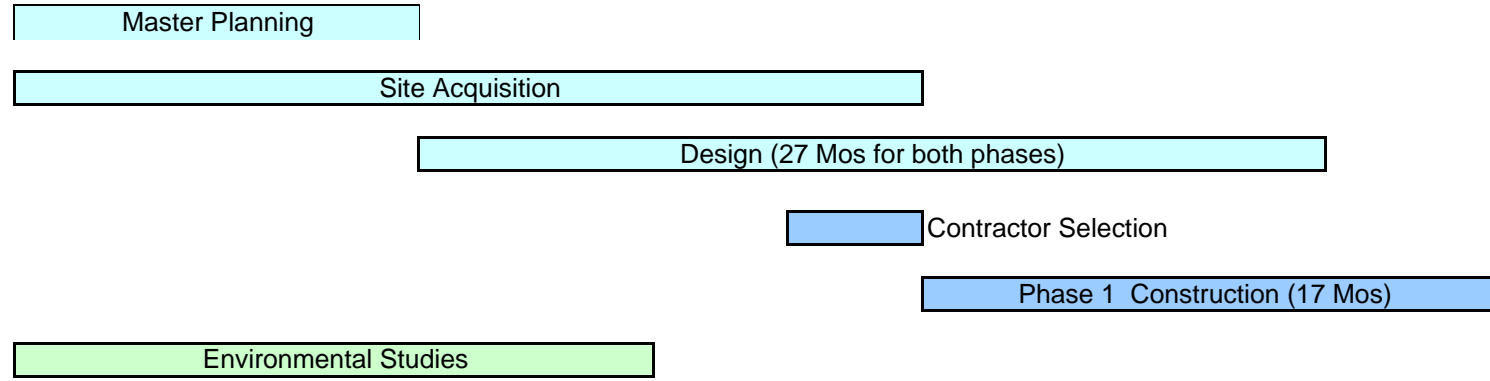 Master Planning
Site Acquisition
Design (27 Mos for both phases)
Contractor Selection
Phase 1  Construction (17 Mos)
Environmental Studies